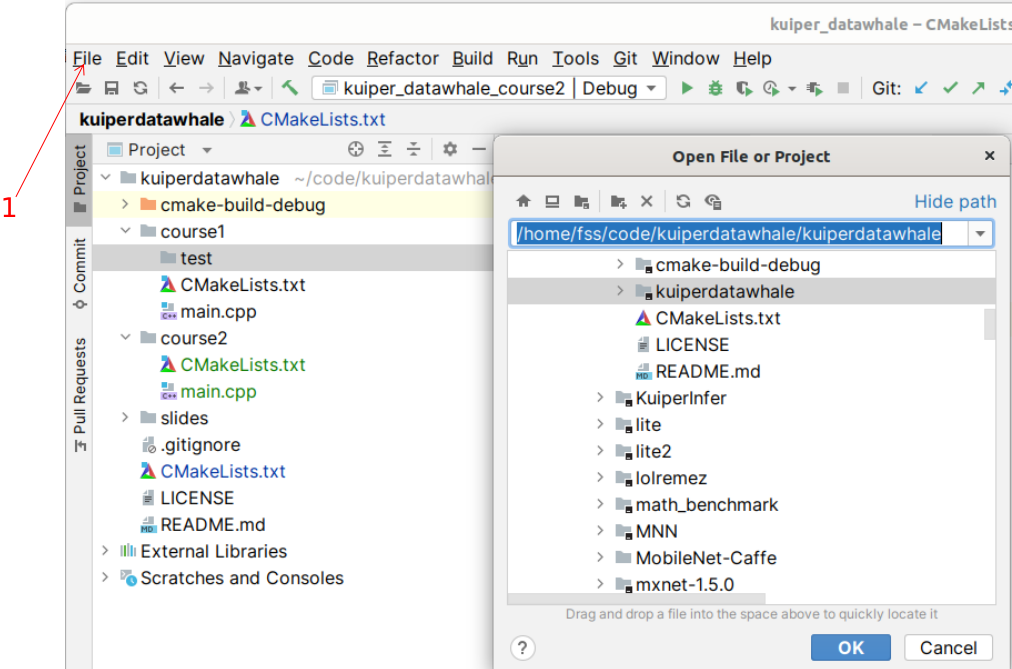 kuiper_datawhale – CMakeLists
File Edit View Navigate Code Refactor Build Run Tools Git Window Help
kuiper_datawhale_course2 | Debug Git:
kuiperdatawhale CMakeLists.txt
Project
Project
Commit
Pull Requests
1
kuiperdatawhale ~/code/kuiperdatawhale
cmake-build-debug
course1
test
CMakeLists.txt
main.cpp
course2
CMakeLists.txt
main.cpp
slides
.gitignore
CMakeLists.txt
LICENSE
README.md
External Libraries
Scratches and Consoles
Open File or Project
Hide path
/home/fss/code/kuiperdatawhale/kuiperdatawhale
cmake-build-debug
kuiperdatawhale
CMakeLists.txt
LICENSE
README.md
KuiperInfer
lite
lite2
lolremez
math_benchmark
MNN
MobileNet-Caffe
mxnet-1.5.0
Drag and drop a file into the space above to quickly locate it
? OK Cancel